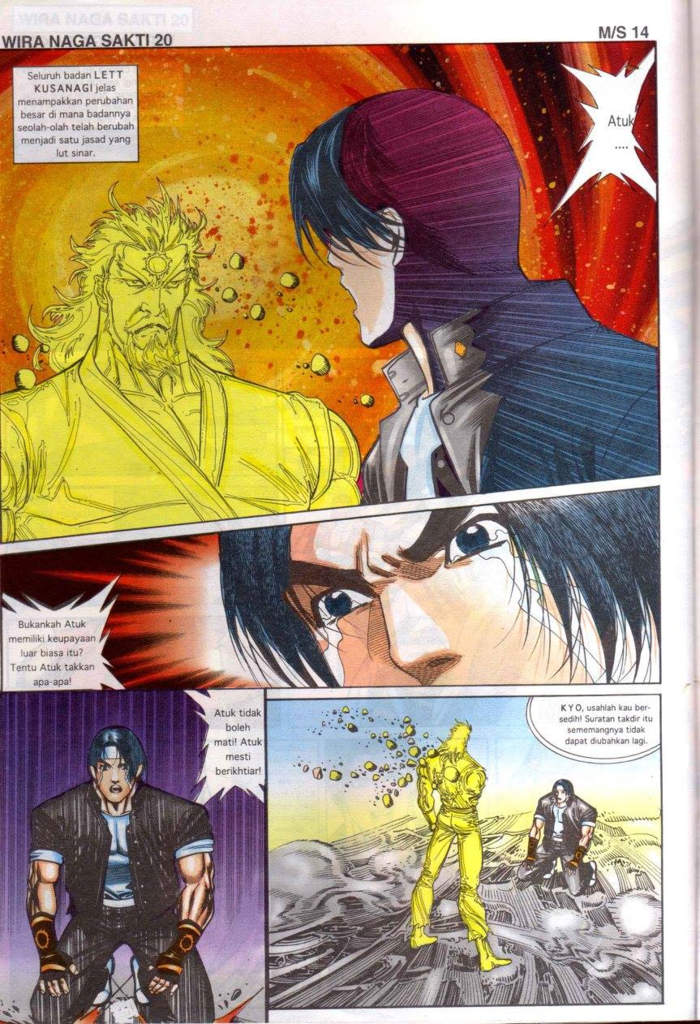 WIRA NAGA SAKTI 20
WIRA NAGA SAKTI 20
M/S 14
Seluruh badan LETT
KUSANAGI jelas
menampakkan perubahan
besar di mana badannya
seolah-olah telah berubah
menjadi satu jasad yang
lut sinar.
Atuk
....
Bukankah Atuk
memiliki keupayaan
luar biasa itu?
Tentu Atuk takkan
apa-apa!
Atuk tidak
boleh
mati! Atuk
mesti
berikhtiar!
KYO, usahlah kau ber-
sedih! Suratan takdir itu
sememangnya tidak
dapat diubahkan lagi.